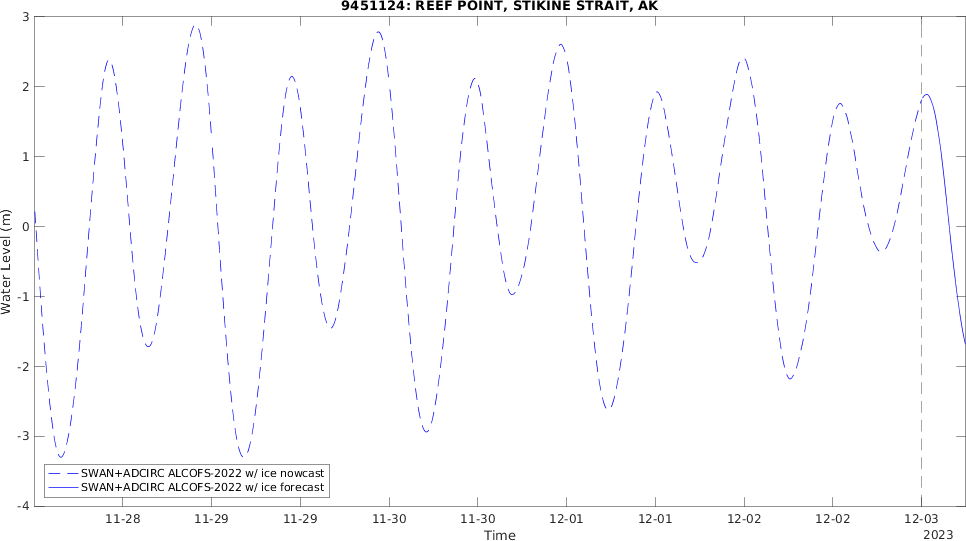 9451124: REEF POINT, STIKINE STRAIT, AK
3
2
1
0
-1
-2
-3
-4
Water Level (m)
SWAN+ADCIRC ALCOFS-2022 w/ ice nowcast
SWAN+ADCIRC ALCOFS-2022 w/ ice forecast
11-28 11-29 11-29 11-30 11-30 12-01 12-01 12-02 12-02 12-03
Time
2023